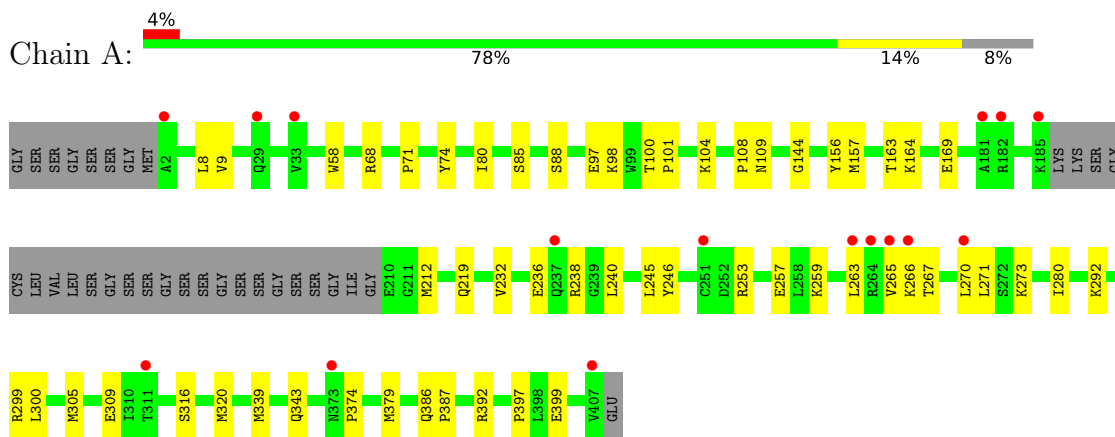 4%
Chain A:
78% 14% 8%
GLY SER SER GLY SER SER GLY MET A2 L8 V9 Q29 V33 W58 R68 P71 Y74 I80 S85 S88 E97 K98 W99 T100 P101 K104 P108 N109 G144 Y156 M157 T163 K164 E169 A181 R182 K185 LYS LYS SER GLY
CYS LEU VAL LEU SER GLY SER SER GLY SER SER GLY SER SER GLY SER SER GLY ILE GLY E210 G211 M212 Q219 V232 E236 Q237 R238 G239 L240 L245 Y246 C251 D252 R253 E257 L258 K259 L263 R264 V265 K266 T267 L270 L271 S272 K273 I280 K292
R299 L300 M305 E309 I310 T311 S316 M320 M339 Q343 N373 P374 M379 Q386 P387 R392 P397 L398 E399 V407 GLU